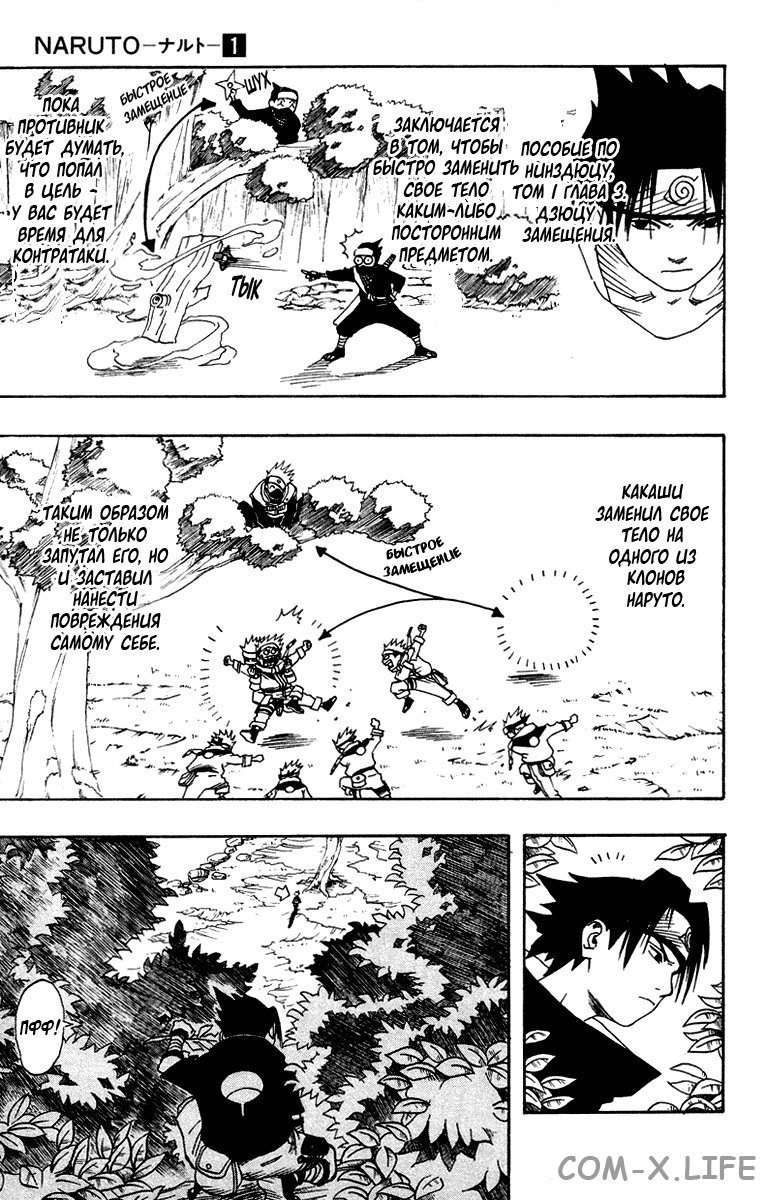 NARUTO—ナルト—1
ПОСОБИЕ ПО
НИНЗДЮЦУ,
ТОМ I ГЛАВА 3.
ДЗЮЦУ
ЗАМЕЩЕНИЯ.
ЗАКЛЮЧАЕТСЯ
В ТОМ, ЧТОБЫ
БЫСТРО ЗАМЕНИТЬ
СВОЕ ТЕЛО
КАКИМ-ЛИБО
ПОСТОРОННИМ
ПРЕДМЕТОМ.
ШУХ
БЫСТРОЕ
ЗАМЕЩЕНИЕ
ТЫК
ПОКА
ПРОТИВНИК
БУДЕТ ДУМАТЬ,
ЧТО ПОПАЛ
В ЦЕЛЬ -
У ВАС БУДЕТ
ВРЕМЯ ДЛЯ
КОНТРАТАКИ.
КАКАШИ
ЗАМЕНИЛ СВОЕ
ТЕЛО НА
ОДНОГО ИЗ
КЛОНОВ
НАРУТО.
БЫСТРОЕ
ЗАМЕЩЕНИЕ
ТАКИМ ОБРАЗОМ
НЕ ТОЛЬКО
ЗАПУТАЛ ЕГО, НО
И ЗАСТАВИЛ
НАНЕСТИ
ПОВРЕЖДЕНИЯ
САМОМУ СЕБЕ.
ПФФ!
COM-X.LIFE